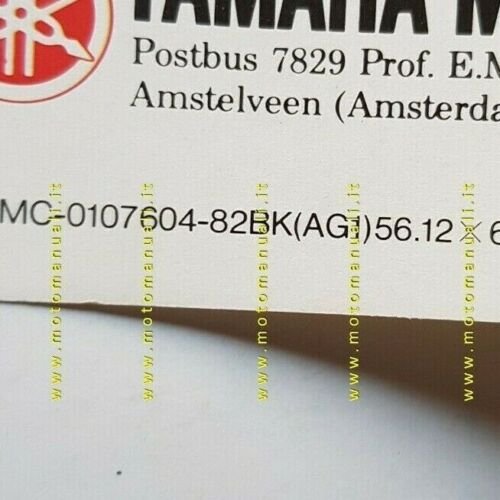 YAMAHA M
Postbus 7829 Prof. E.M
Amstelveen (Amsterda
MC-0107604-82BK(AG1)56.12×6
www.motomanuali.it
www.motomanuali.it
www.motomanuali.it
www.motomanuali.it
www.motomanuali.it